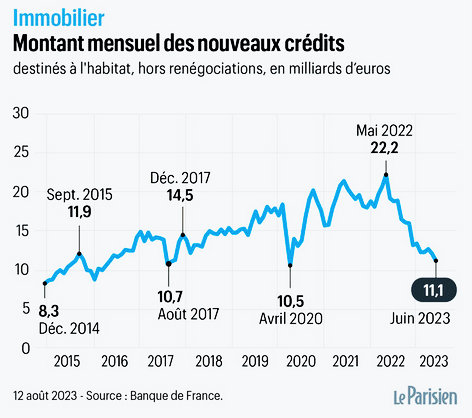 Immobilier
Montant mensuel des nouveaux crédits
destinés à l'habitat, hors renégociations, en milliards d'euros
30
25
20
15
10
5
0
Sept. 2015
11,9
Déc. 2017
14,5
Mai 2022
22,2
8,3
Déc. 2014
10,7
Août 2017
10,5
Avril 2020
11,1
Juin 2023
2015 2016 2017 2018 2019 2020 2021 2022 2023
12 août 2023 - Source : Banque de France.
Le Parisien